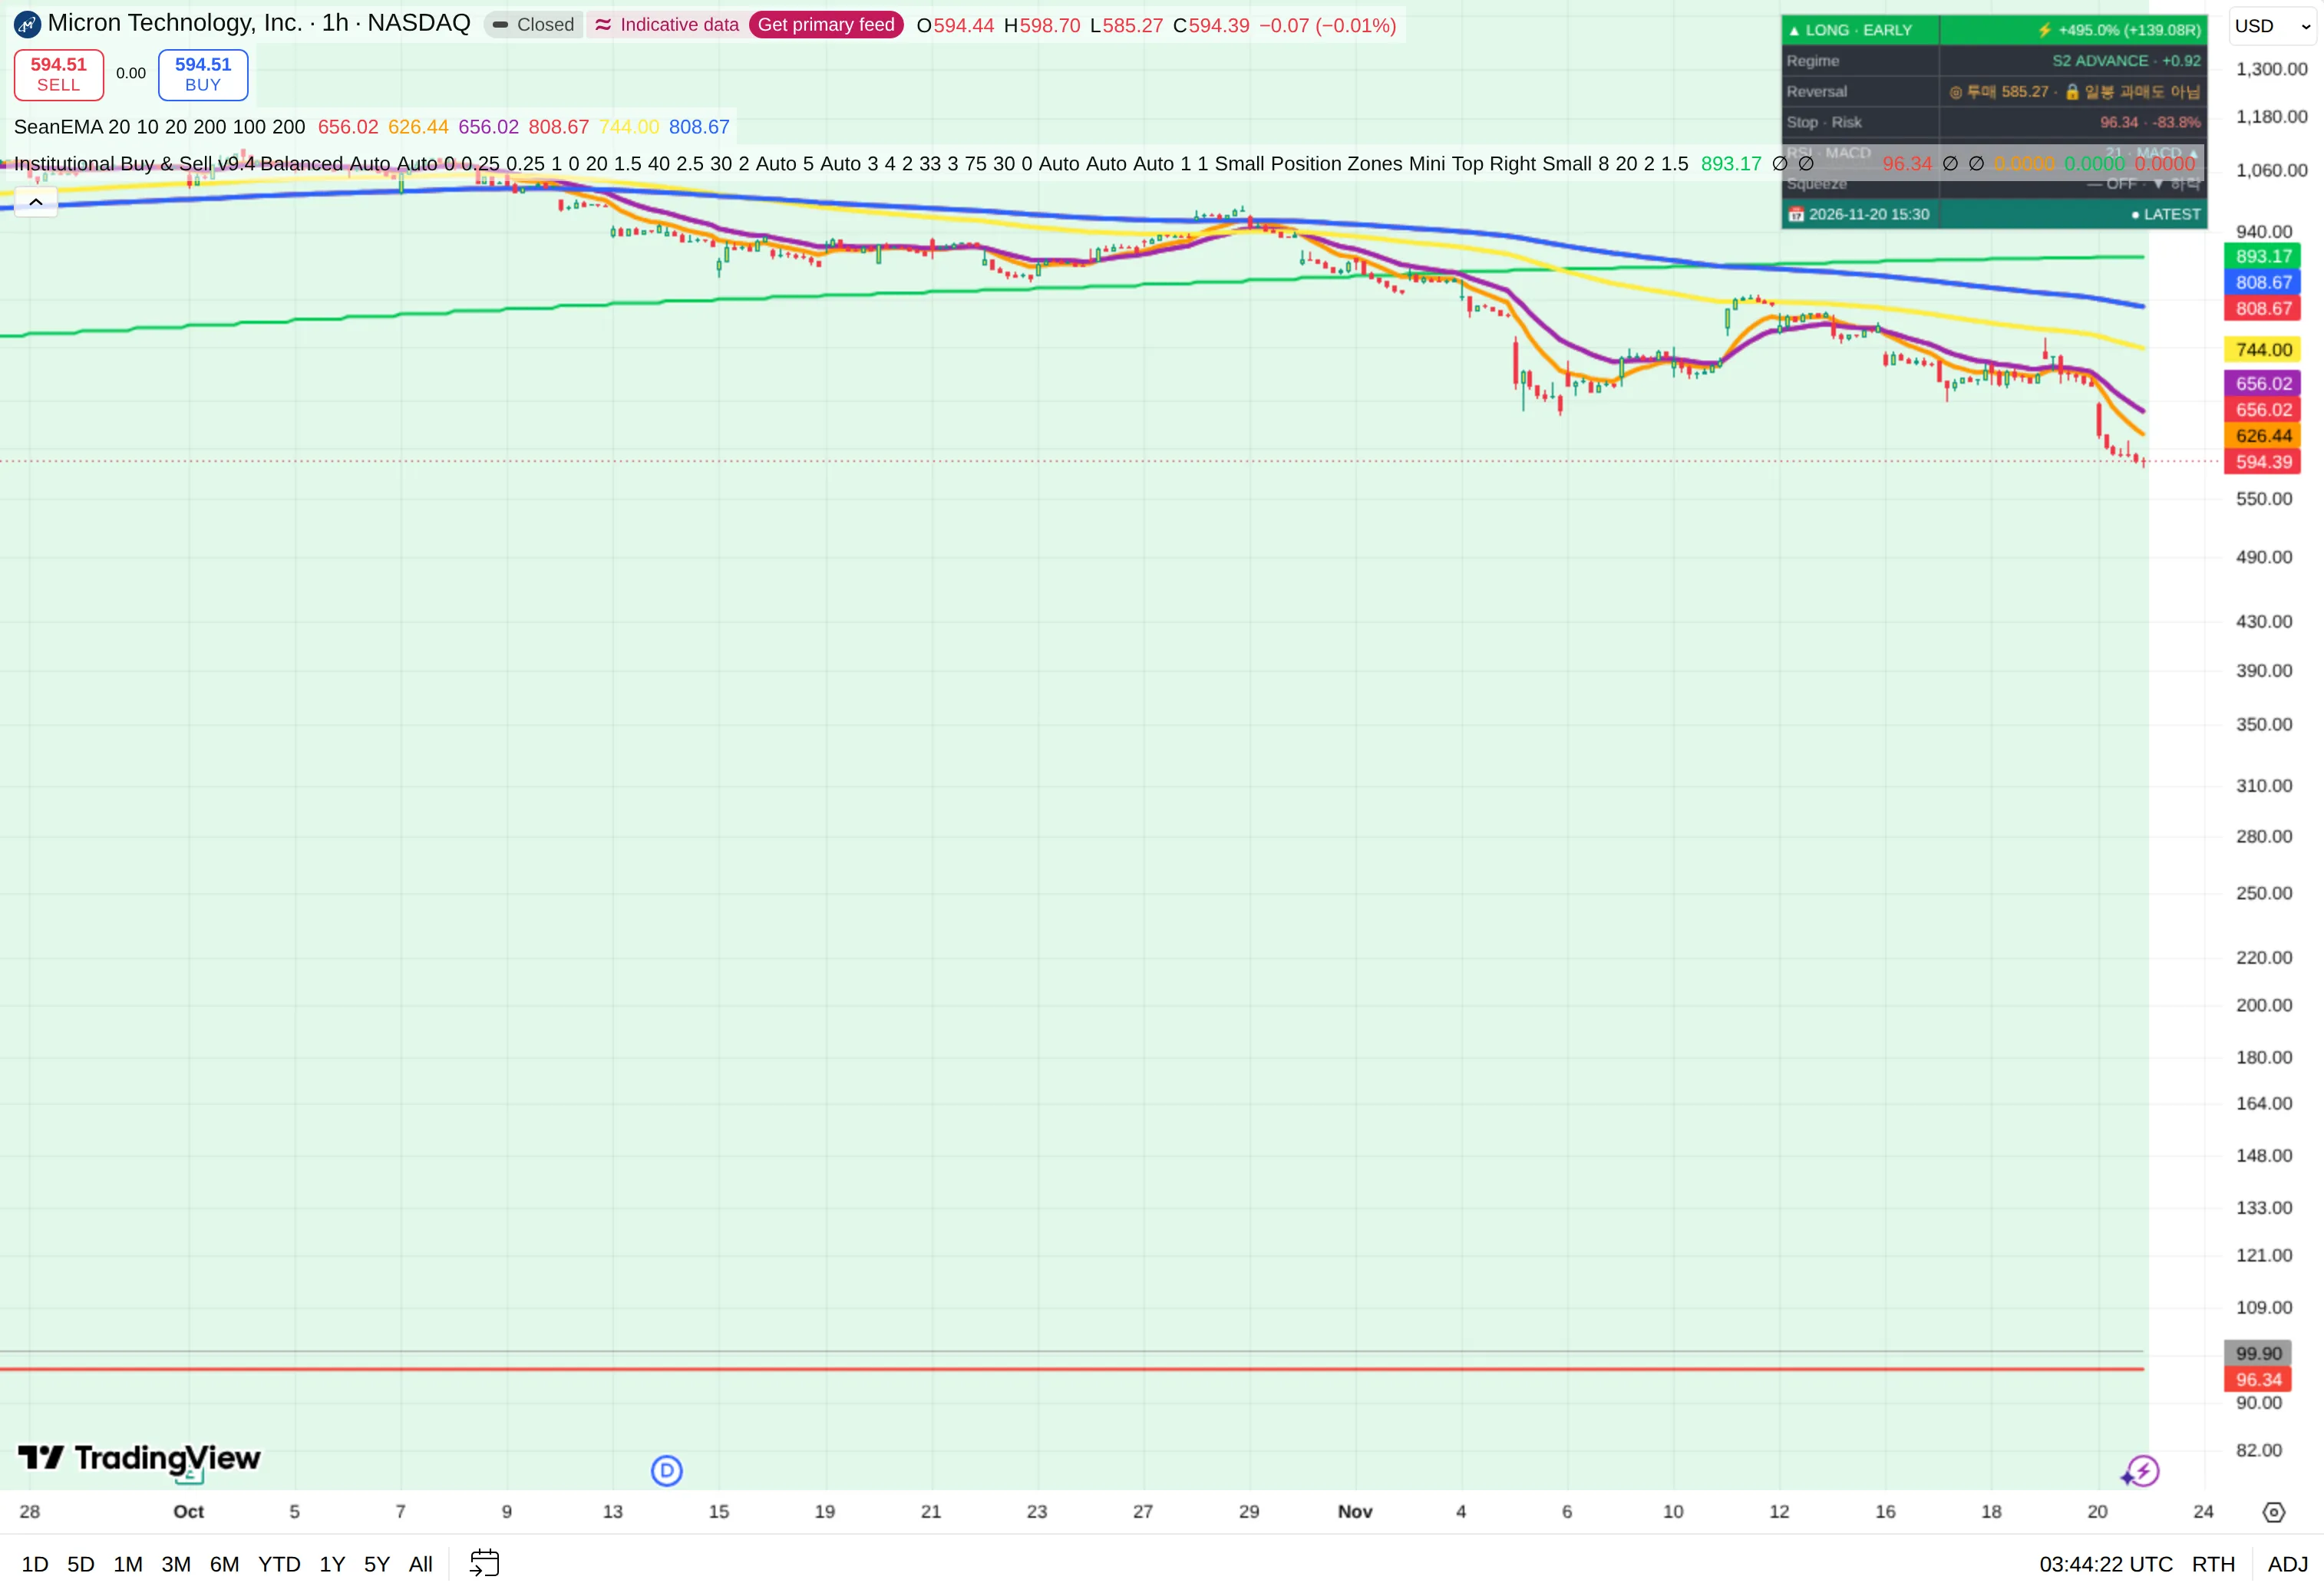 Micron Technology, Inc. · 1h · NASDAQ Closed Indicative data Get primary feed O594.44 H598.70 L585.27 C594.39 −0.07 (−0.01%)
594.51 SELL 0.00 594.51 BUY
SeanEMA 20 10 20 200 100 200 656.02 626.44 656.02 808.67 744.00 808.67
Institutional Buy & Sell v9.4 Balanced Auto Auto 0 0.25 0.25 1 0 20 1.5 40 2.5 30 2 Auto 5 Auto 3 4 2 33 3 75 30 0 Auto Auto Auto 1 1 Small Position Zones Mini Top Right Small 8 20 2 1.5 893.17 ∅ ∅ 96.34 ∅ ∅ 0.0000 0.0000 0.0000
▲ LONG · EARLY ⚡ +495.0% (+139.08R)
Regime S2 ADVANCE · +0.92
Reversal ◎ 투매 585.27 · 🔒 일봉 과매도 아님
Stop · Risk 96.34 · -83.8%
RSI · MACD 21 · MACD ▲
Squeeze — OFF · ▼ 하락
📅 2026-11-20 15:30 ● LATEST
USD
1,300.00
1,180.00
1,060.00
940.00
893.17
808.67
808.67
744.00
656.02
656.02
626.44
594.39
550.00
490.00
430.00
390.00
350.00
310.00
280.00
250.00
220.00
200.00
180.00
164.00
148.00
133.00
121.00
109.00
99.90
96.34
90.00
82.00
TradingView
D
28 Oct 5 7 9 13 15 19 21 23 27 29 Nov 4 6 10 12 16 18 20 24
1D 5D 1M 3M 6M YTD 1Y 5Y All 03:44:22 UTC RTH ADJ